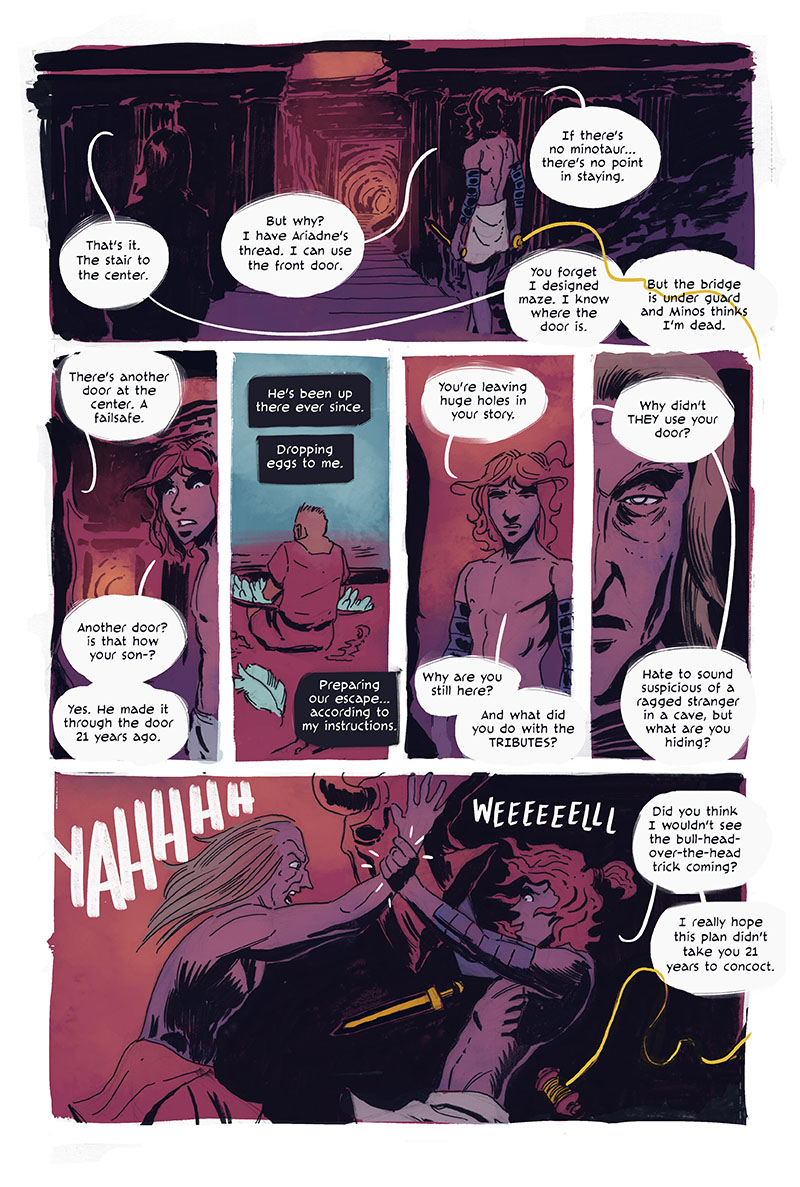 That's it.
The stair to
the center.
But why?
I have Ariadne's
thread. I can use
the front door.
If there's
no minotaur...
there's no point
in staying.
You forget
I designed
maze. I know
where the
door is.
But the bridge
is under guard
and Minos thinks
I'm dead.
There's another
door at the
center. A
failsafe.
Another door?
is that how
your son-?
Yes. He made it
through the door
21 years ago.
He's been up
there ever since.
Dropping
eggs to me.
Preparing
our escape...
according to
my instructions.
You're leaving
huge holes in
your story.
Why are you
still here?
And what did
you do with the
TRIBUTES?
Why didn't
THEY use your
door?
Hate to sound
suspicious of a
ragged stranger
in a cave, but
what are you
hiding?
YAHHHHH
WEEEEEELLL
Did you think
I wouldn't see
the bull-head-
over-the-head
trick coming?
I really hope
this plan didn't
take you 21
years to concoct.